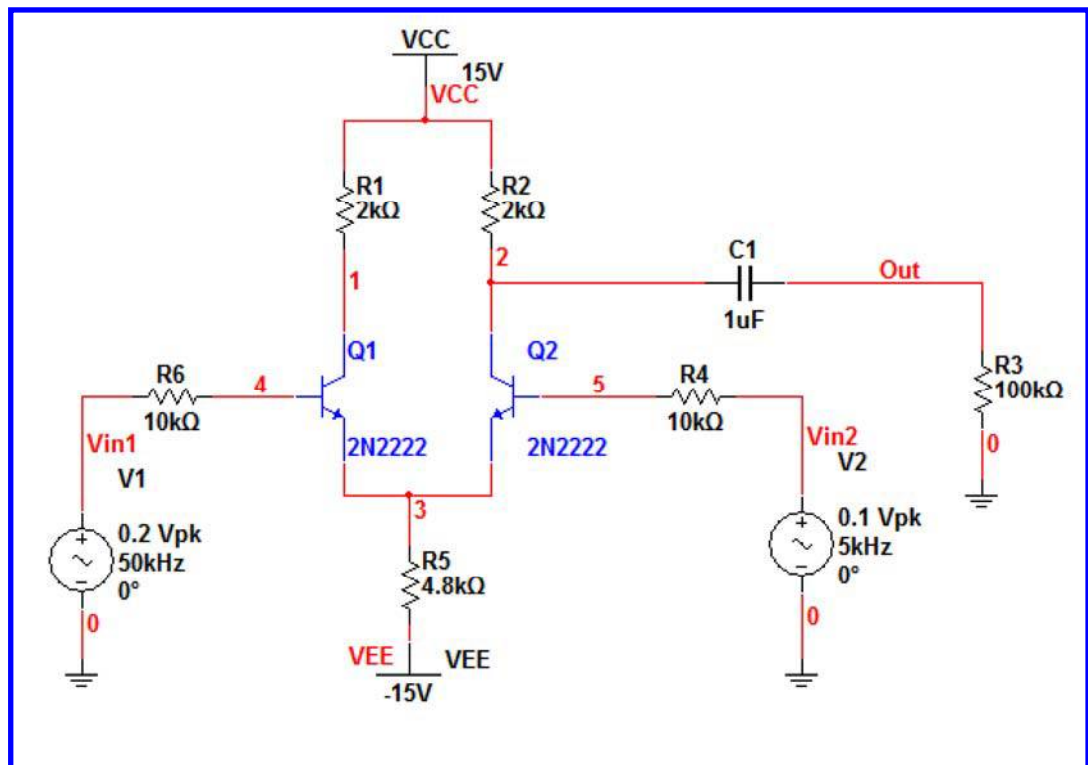 VCC
15V
VCC
R1
2kΩ
R2
2kΩ
1
2
C1
1uF
Out
Q1
Q2
R6
10kΩ
4
5
R4
10kΩ
R3
100kΩ
0
Vin1
V1
2N2222
2N2222
Vin2
V2
3
0.2 Vpk
50kHz
0°
0
R5
4.8kΩ
0.1 Vpk
5kHz
0°
0
VEE
VEE
-15V